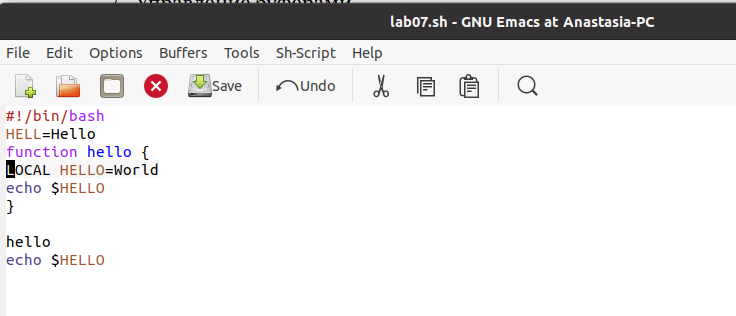 lab07.sh - GNU Emacs at Anastasia-PC
File Edit Options Buffers Tools Sh-Script Help
Save Undo
#!/bin/bash
HELL=Hello
function hello {
LOCAL HELLO=World
echo $HELLO
}
hello
echo $HELLO